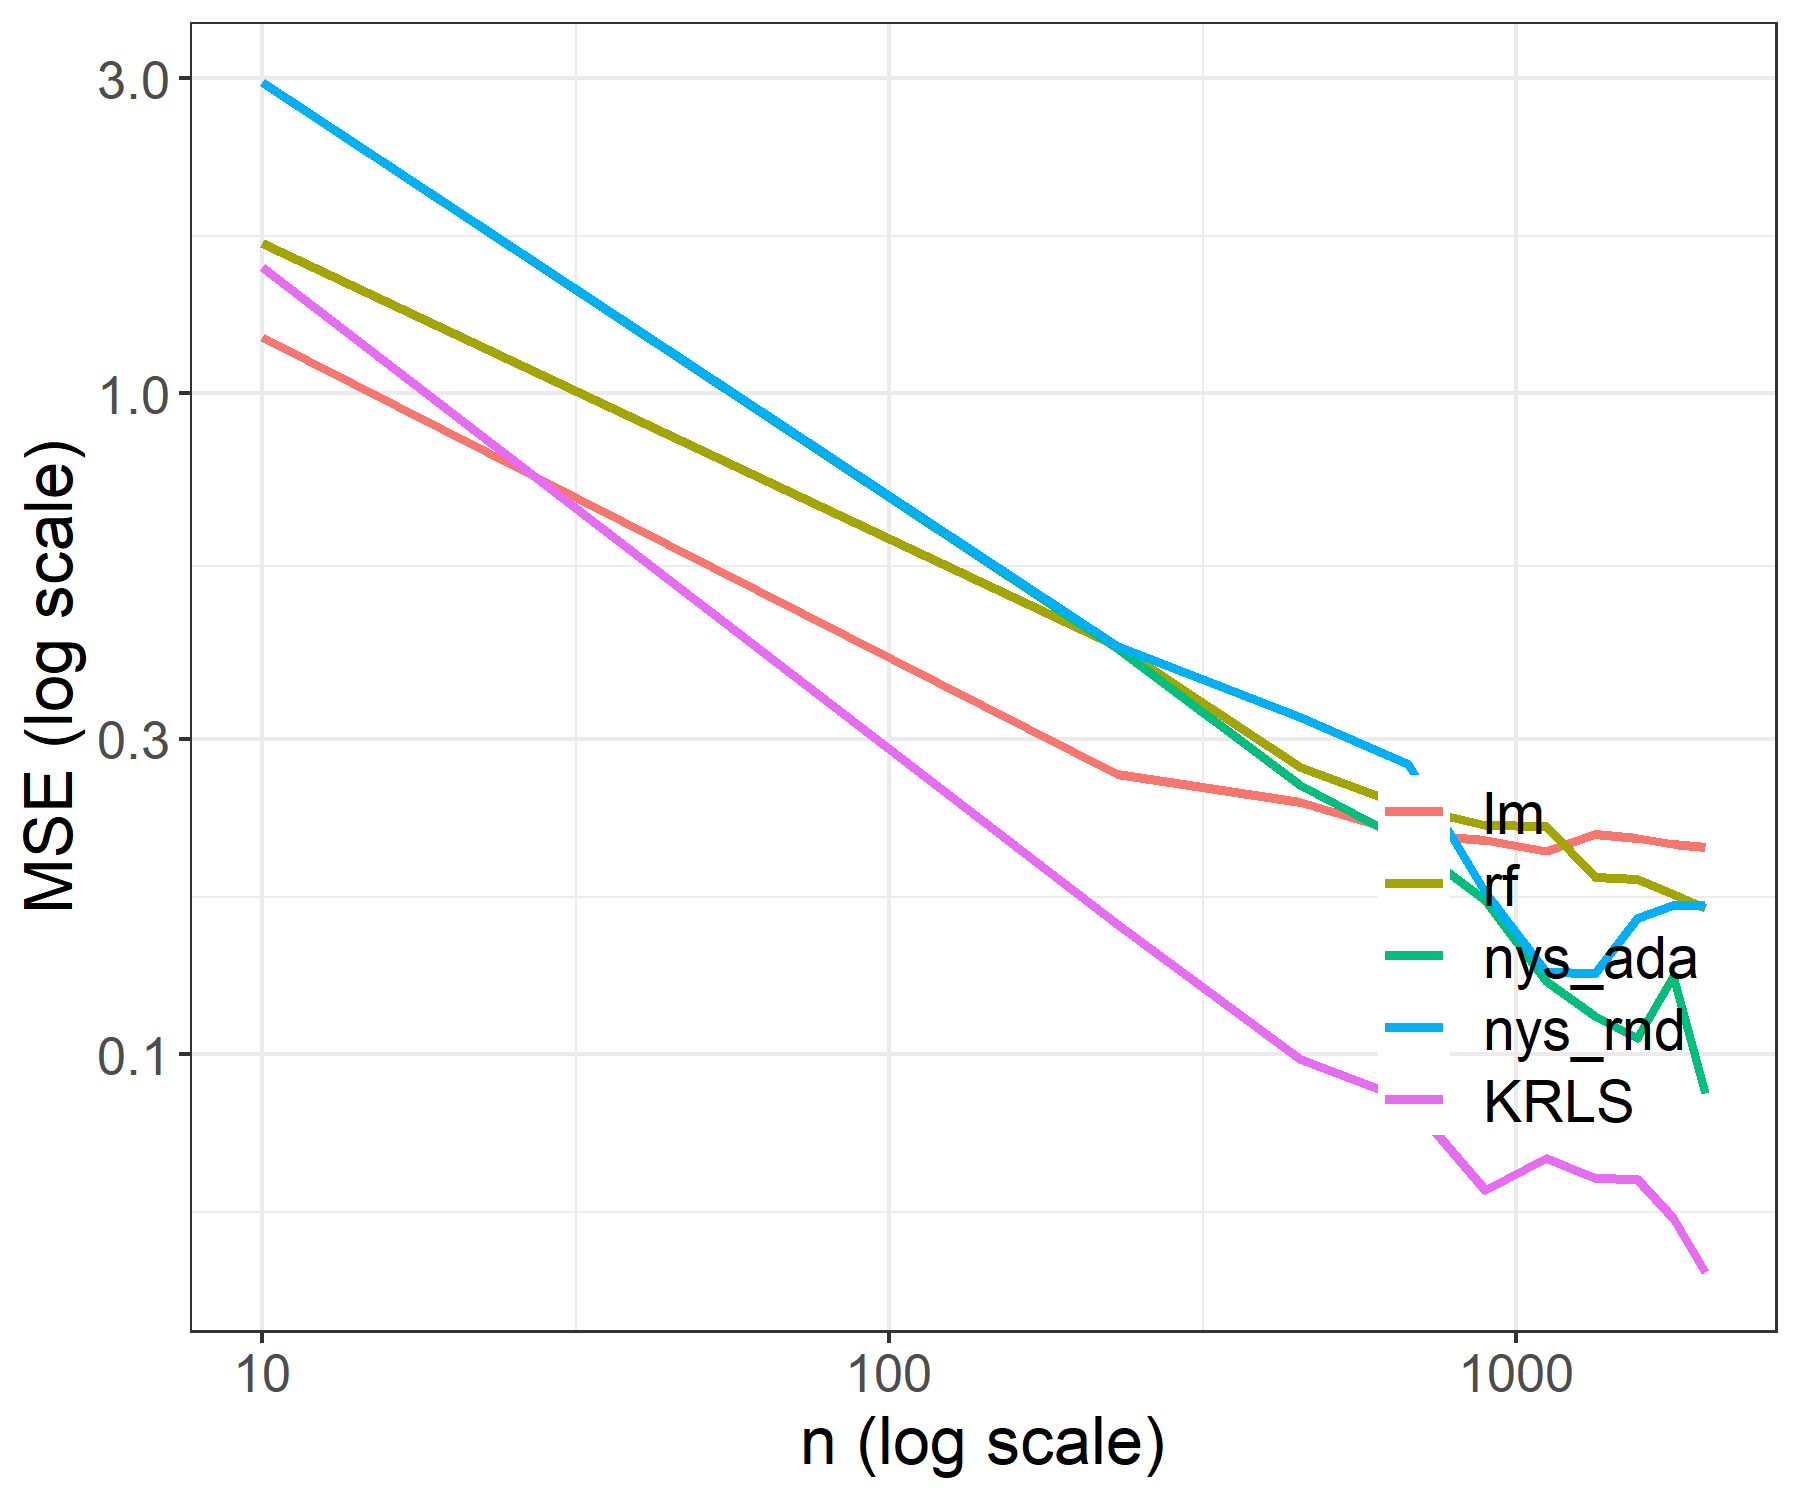 MSE (log scale)
3.0
1.0
0.3
0.1
lm
rf
nys_ada
nys_rnd
KRLS
10
100
1000
n (log scale)